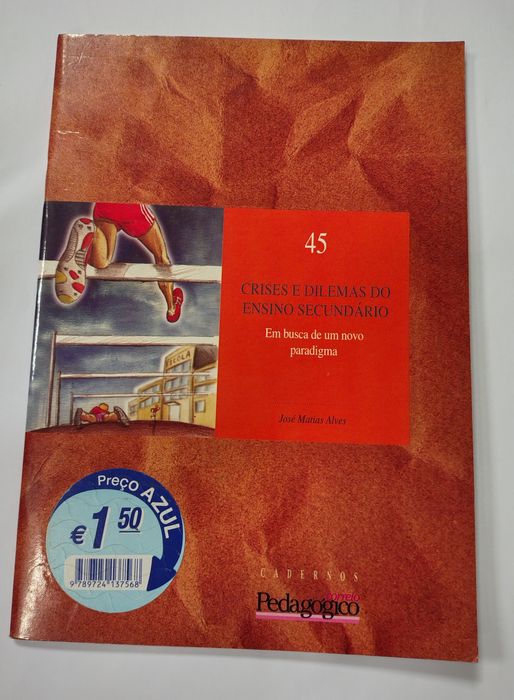 45
CRISES E DILEMAS DO
ENSINO SECUNDÁRIO
Em busca de um novo
paradigma
José Matias Alves
ESCOLA
Preço AZUL
€ 1 50
9 789724 137568
CADERNOS
correio
Pedagógico